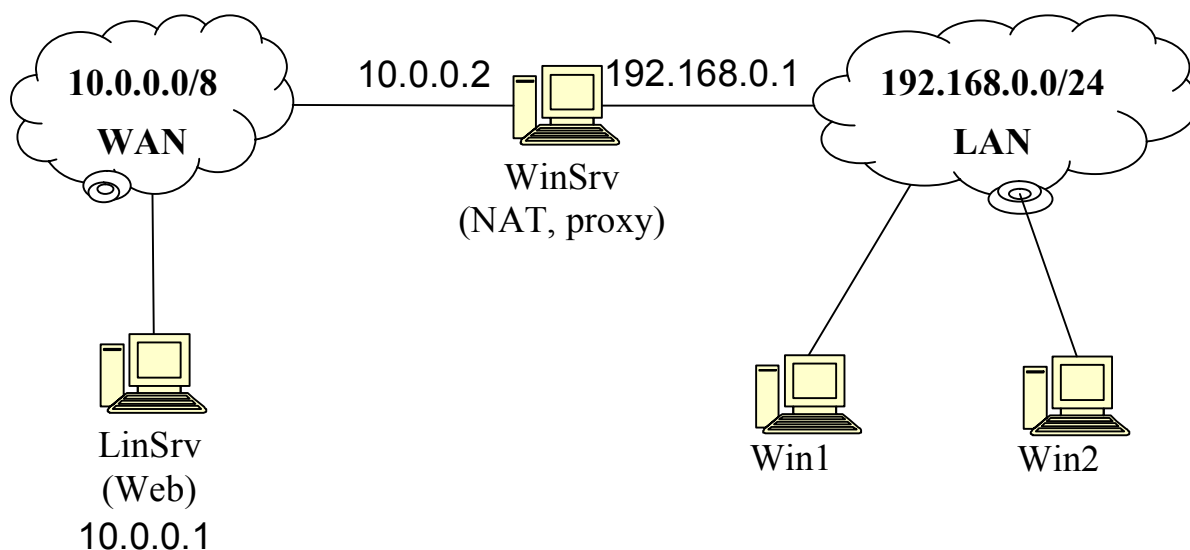 10.0.0.0/8
WAN
10.0.0.2
192.168.0.1
WinSrv
(NAT, proxy)
192.168.0.0/24
LAN
LinSrv
(Web)
10.0.0.1
Win1
Win2